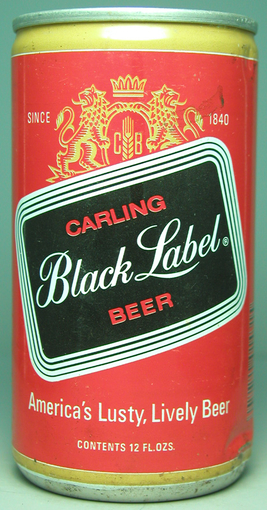 SINCE 1840
C B
CARLING
Black Label®
BEER
America's Lusty, Lively Beer
CONTENTS 12 FL.OZS.